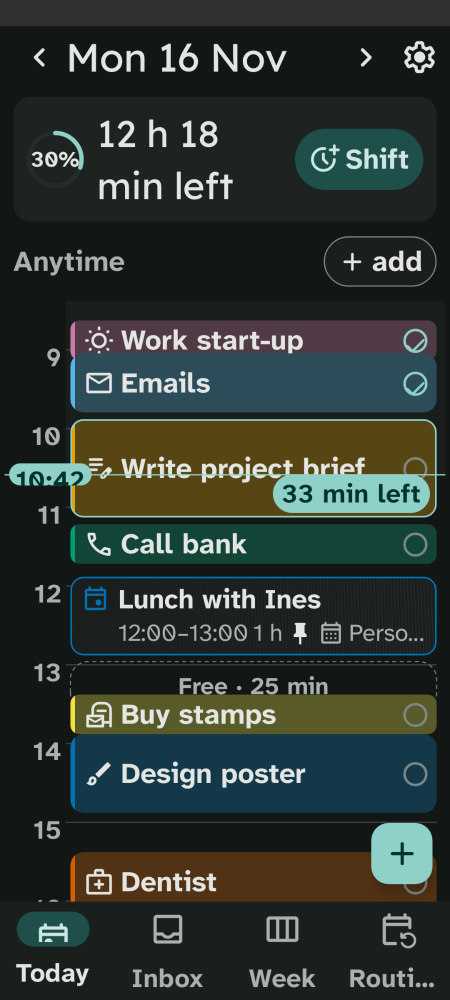 Mon 16 Nov
30%
12 h 18
min left
Shift
Anytime
+ add
9
Work start-up
Emails
10
Write project brief
10:42
33 min left
11
Call bank
12
Lunch with Ines
12:00–13:00 1 h Perso…
13
Free · 25 min
Buy stamps
14
Design poster
15
Dentist
Today
Inbox
Week
Routi…